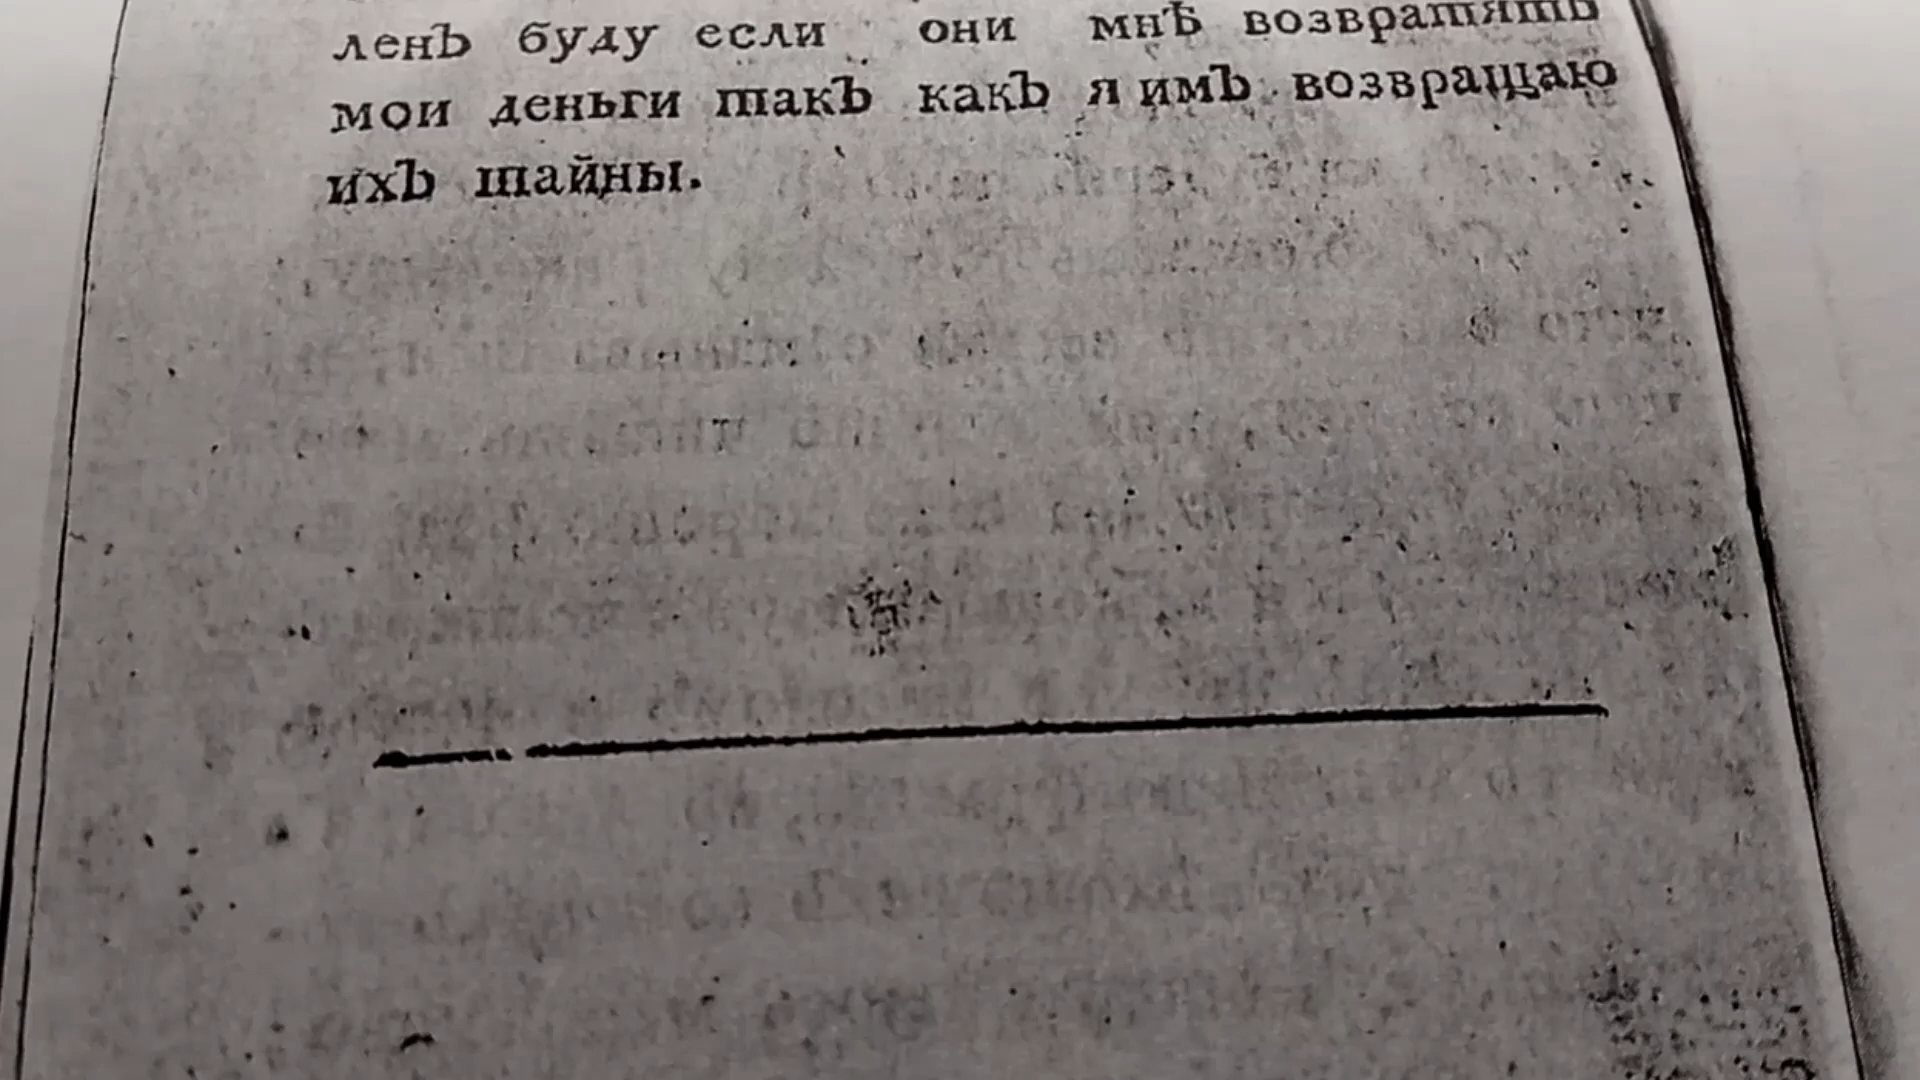 ленЪ буду если они мнѢ возвратятЪ
мои деньги такЪ какЪ я имЪ возвращаю
ихЪ тайны.